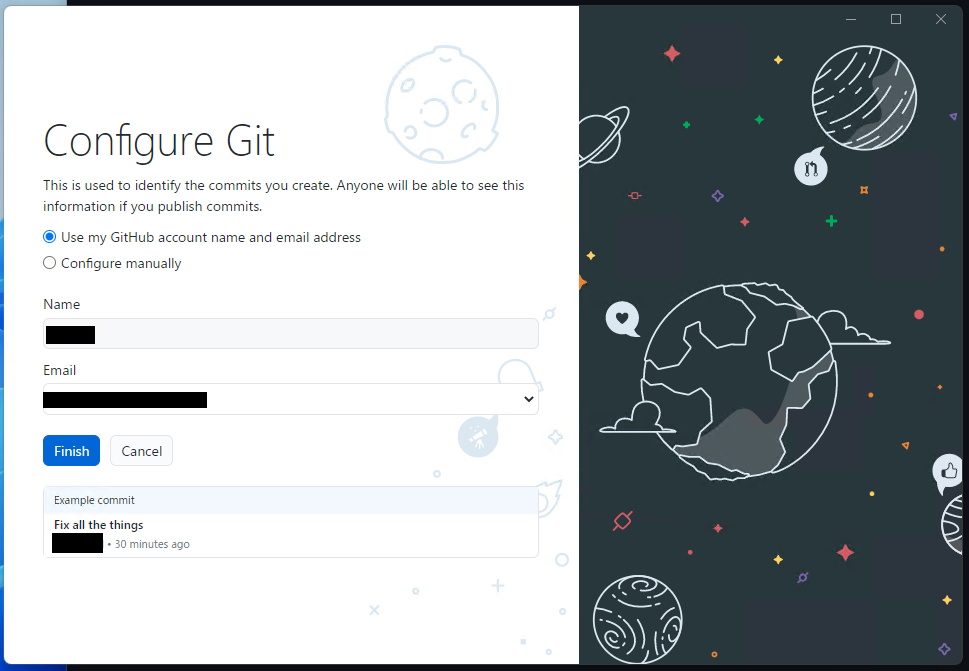 Configure Git
This is used to identify the commits you create. Anyone will be able to see this
information if you publish commits.
Use my GitHub account name and email address
Configure manually
Name
Email
Finish
Cancel
Example commit
Fix all the things
• 30 minutes ago